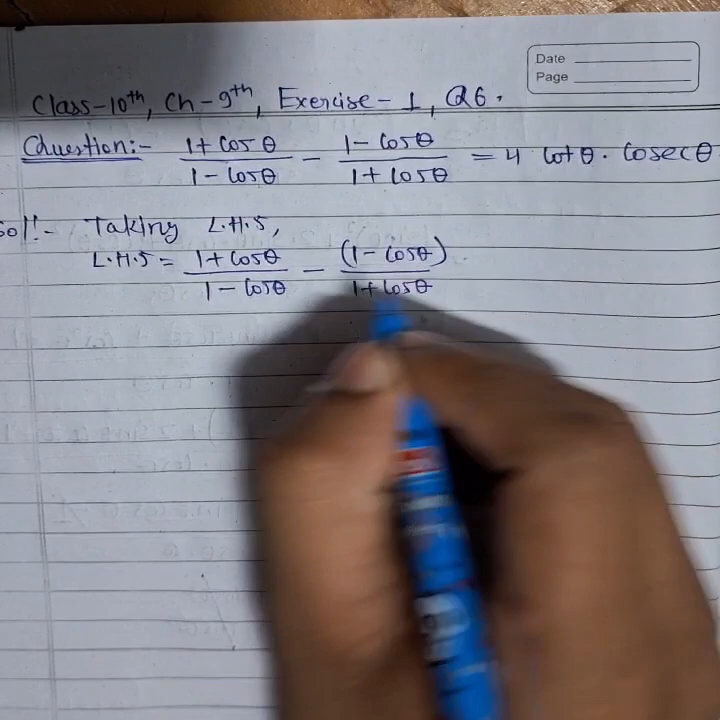 Date
Page
Class-10th, Ch-9th, Exercise-1, Q6.
Question:- 1+cosθ / 1-cosθ - 1-cosθ / 1+cosθ = 4 cotθ. cosecθ
Sol!- Taking L.H.S,
L.H.S = 1+cosθ / 1-cosθ - (1-cosθ) / 1+cosθ